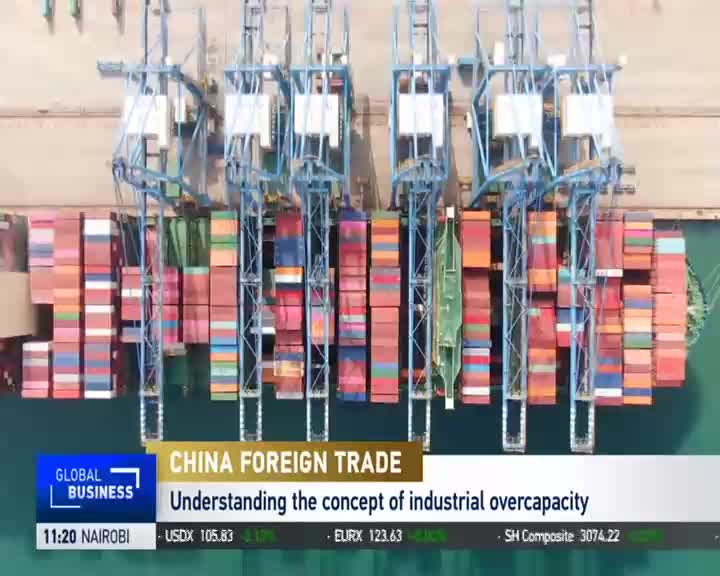 CHINA FOREIGN TRADE
GLOBAL
BUSINESS
Understanding the concept of industrial overcapacity
11:20 NAIROBI
USDX 105.83
EURX 123.63
SH Composite 3074.22